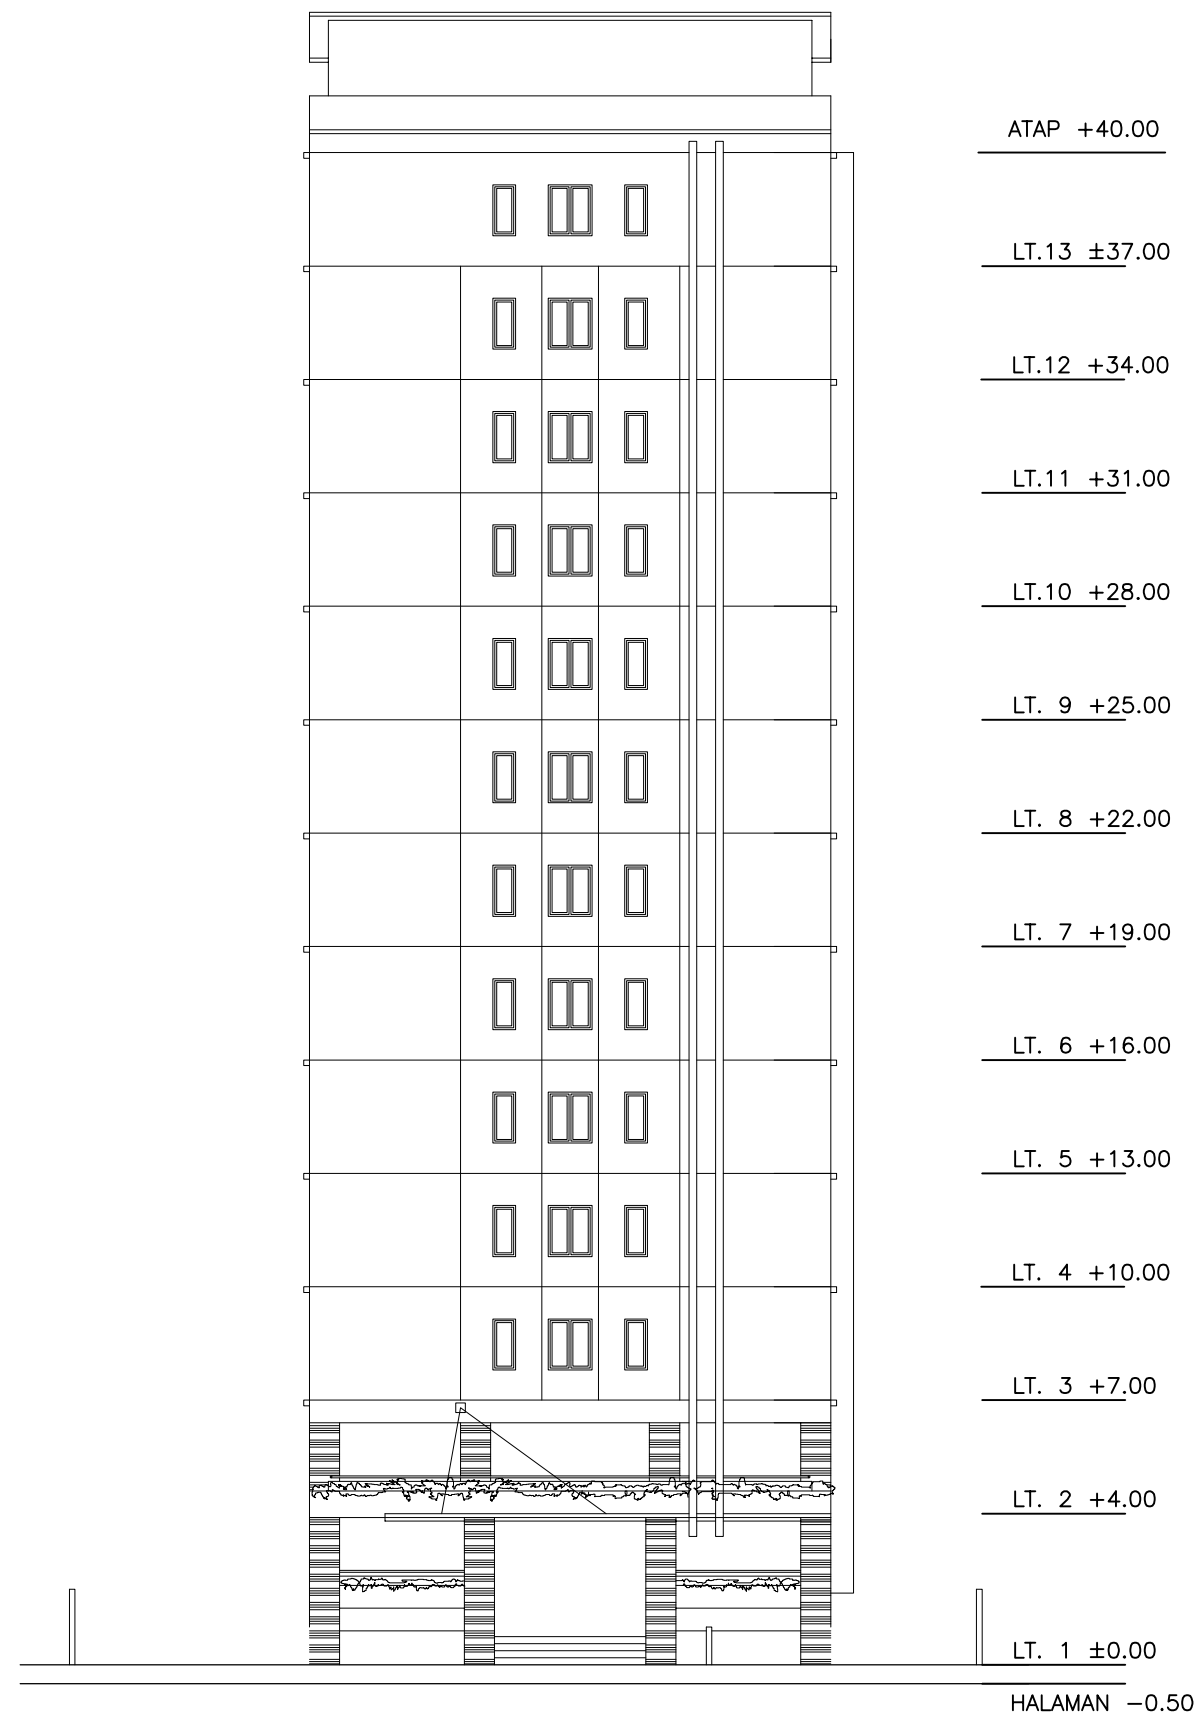 ATAP +40.00
LT.13 ±37.00
LT.12 +34.00
LT.11 +31.00
LT.10 +28.00
LT. 9 +25.00
LT. 8 +22.00
LT. 7 +19.00
LT. 6 +16.00
LT. 5 +13.00
LT. 4 +10.00
LT. 3 +7.00
LT. 2 +4.00
LT. 1 ±0.00
HALAMAN -0.50